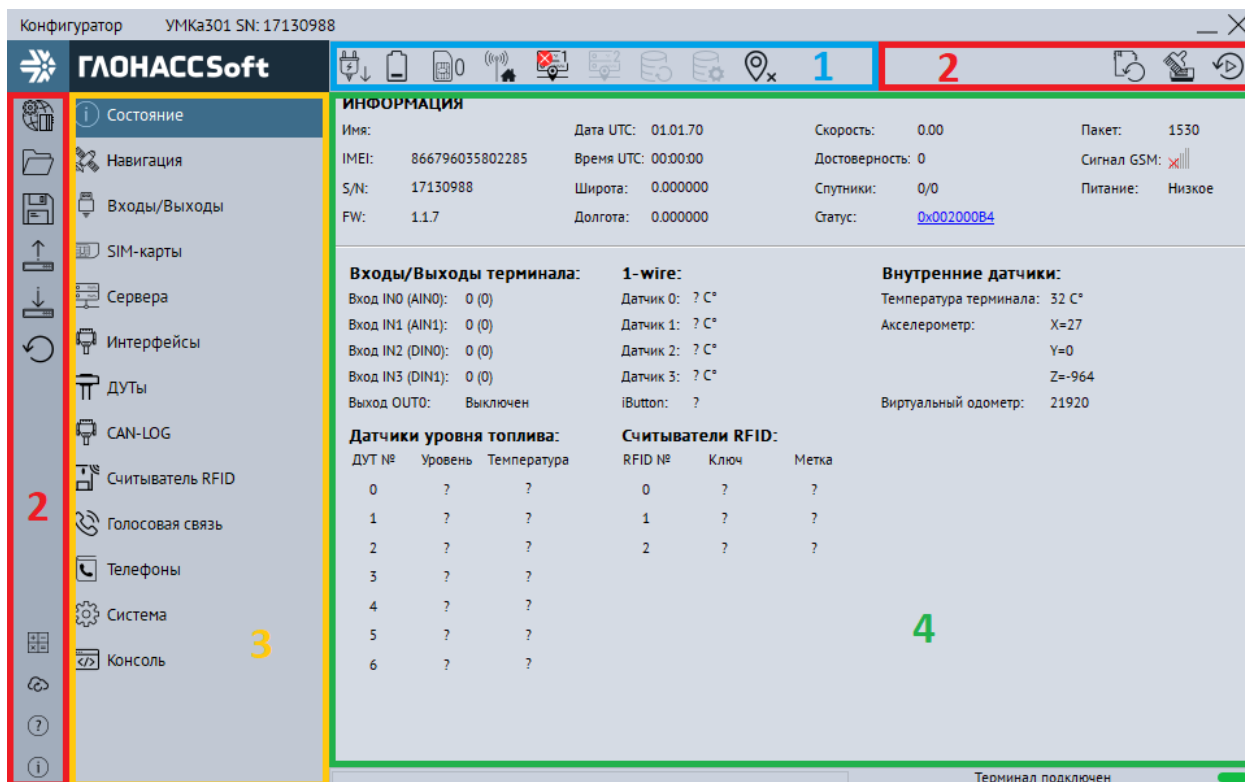 Конфигуратор УМКа301 SN: 17130988
ГЛОНАССSoft
0 1 2 1 2
Состояние
Навигация
Входы/Выходы
SIM-карты
Сервера
Интерфейсы
ДУТы
CAN-LOG
Считыватель RFID
Голосовая связь
Телефоны
Система
Консоль
2
3
ИНФОРМАЦИЯ
Имя: Дата UTC: 01.01.70 Скорость: 0.00 Пакет: 1530
IMEI: 866796035802285 Время UTC: 00:00:00 Достоверность: 0 Сигнал GSM:
S/N: 17130988 Широта: 0.000000 Спутники: 0/0 Питание: Низкое
FW: 1.1.7 Долгота: 0.000000 Статус: 0x002000B4
Входы/Выходы терминала: 1-wire: Внутренние датчики:
Вход IN0 (AIN0): 0 (0) Датчик 0: ? C° Температура терминала: 32 C°
Вход IN1 (AIN1): 0 (0) Датчик 1: ? C° Акселерометр: X=27
Вход IN2 (DIN0): 0 (0) Датчик 2: ? C° Y=0
Вход IN3 (DIN1): 0 (0) Датчик 3: ? C° Z=-964
Выход OUT0: Выключен iButton: ? Виртуальный одометр: 21920
Датчики уровня топлива: Считыватели RFID:
ДУТ № Уровень Температура RFID № Ключ Метка
0 ? ? 0 ? ?
1 ? ? 1 ? ?
2 ? ? 2 ? ?
3 ? ?
4 ? ?
5 ? ?
6 ? ?
4
Терминал подключен